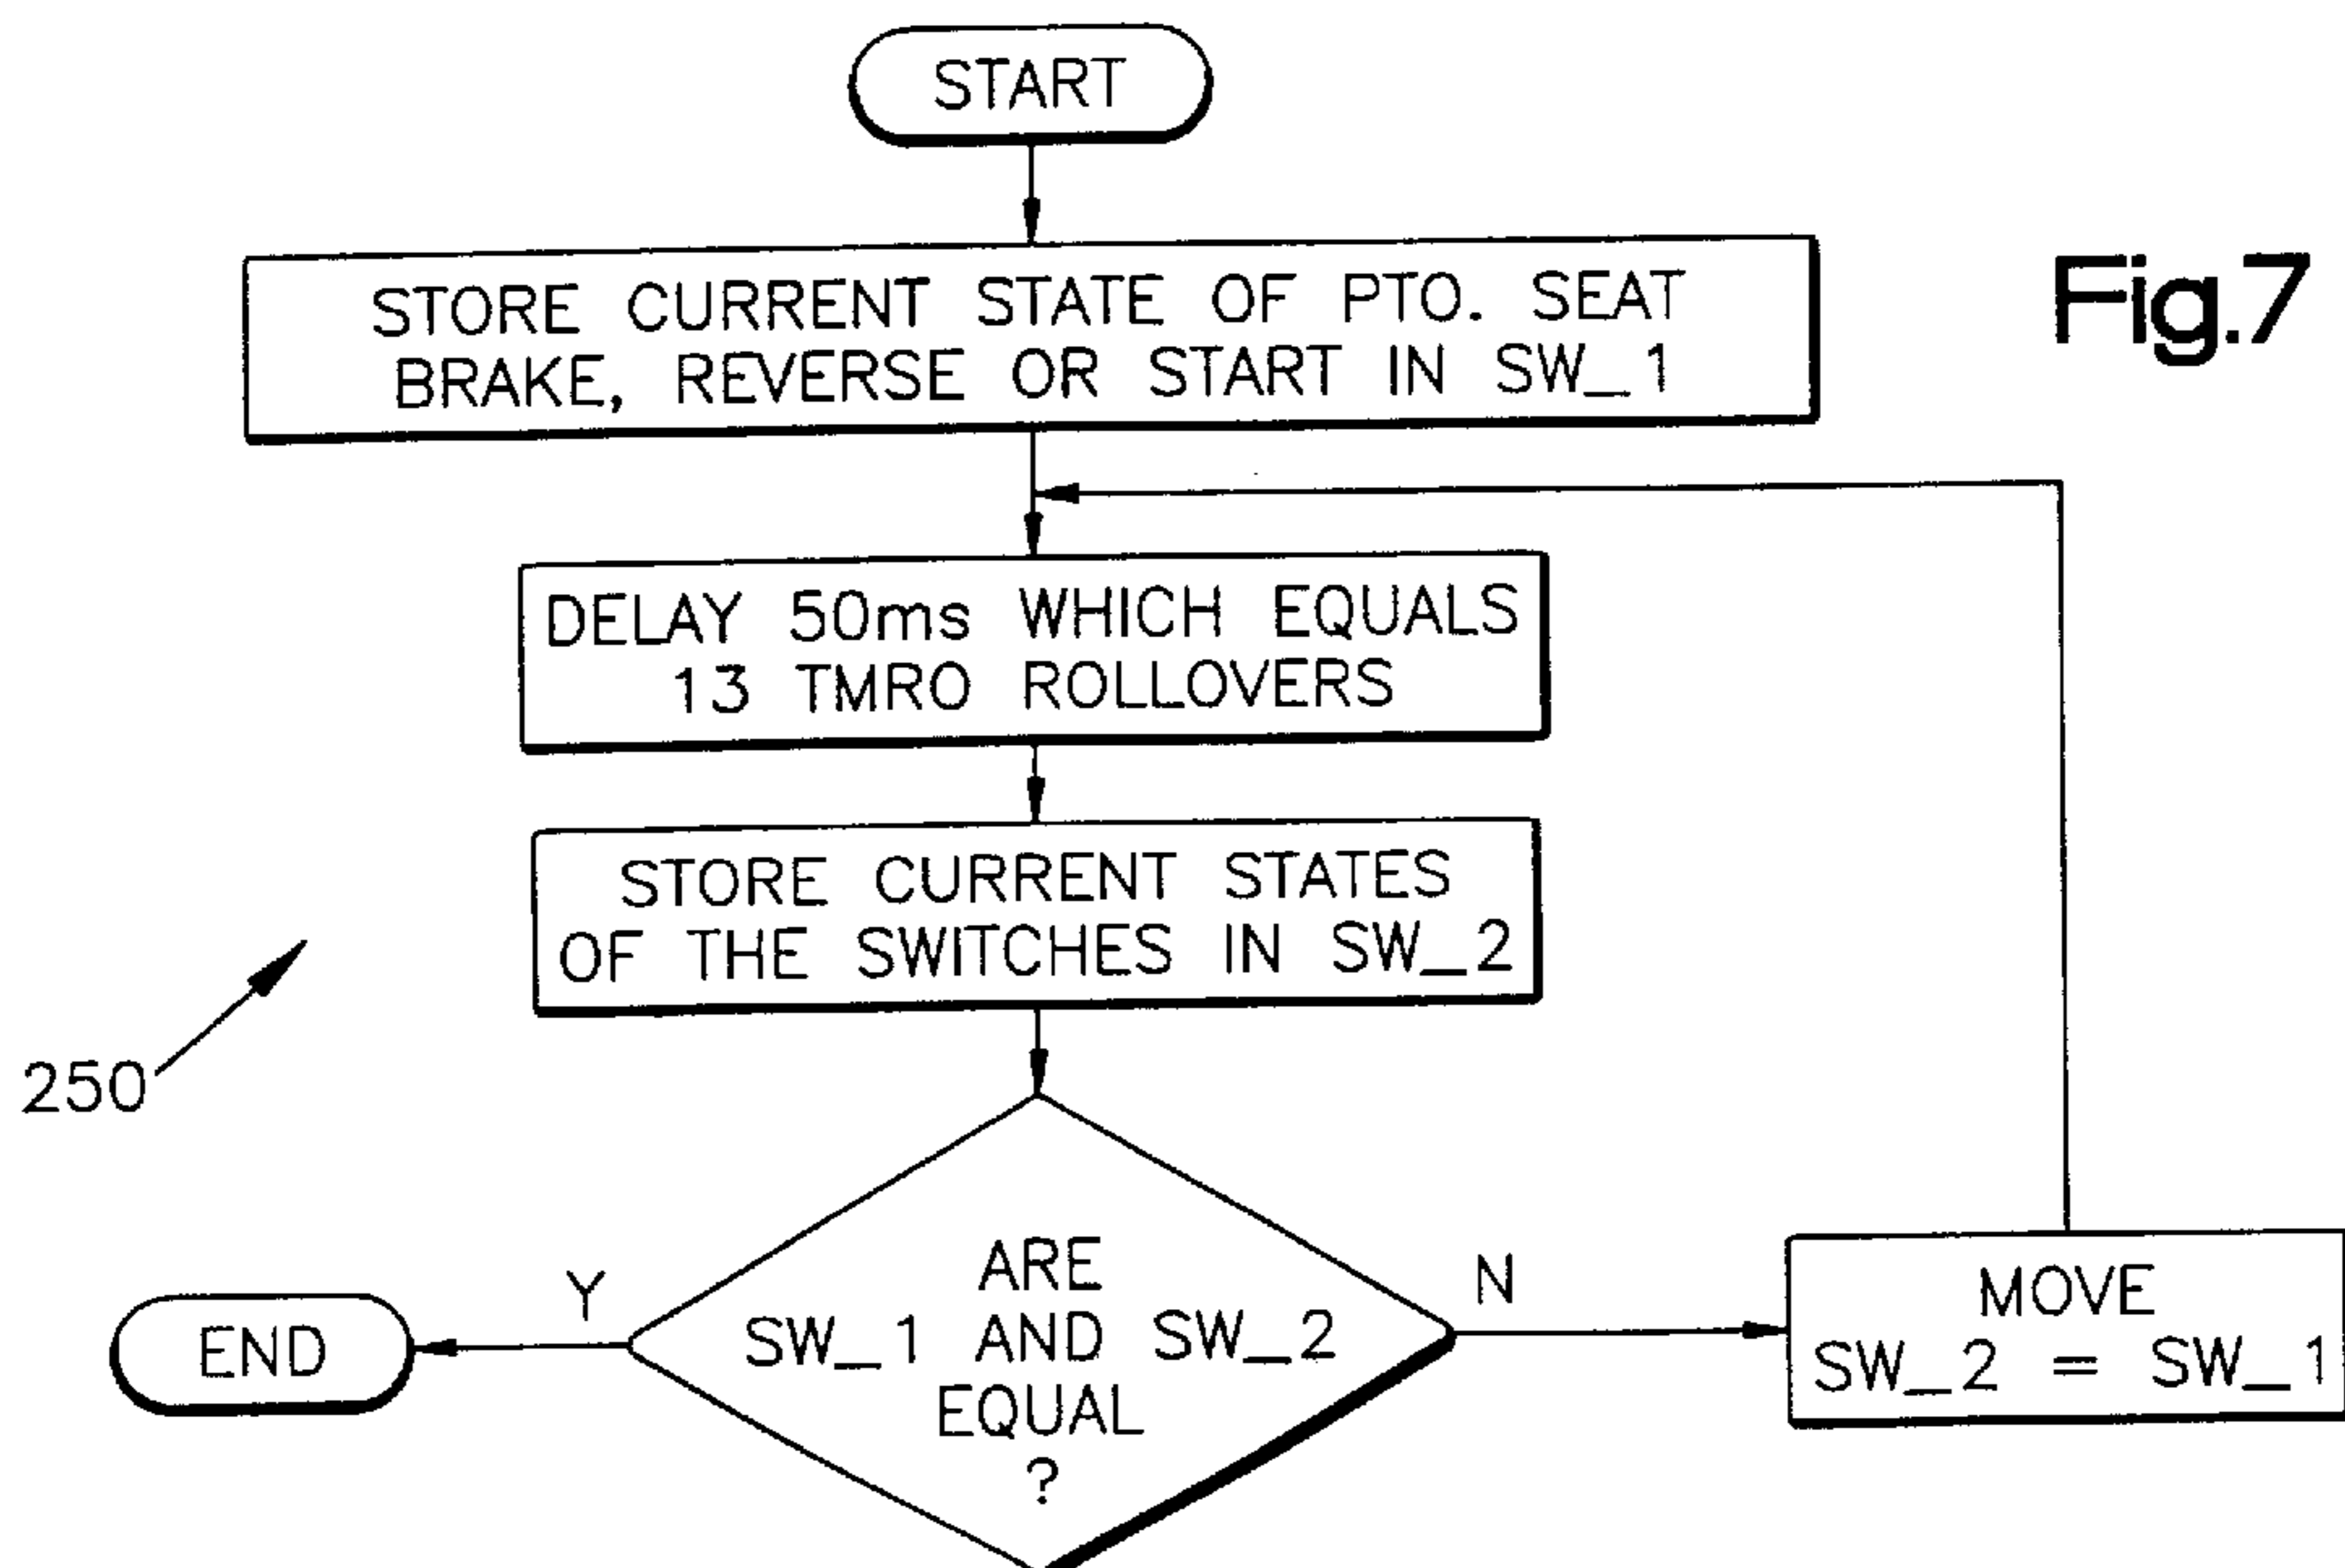 START
Fig.7
STORE CURRENT STATE OF PTO. SEAT
BRAKE, REVERSE OR START IN SW_1
DELAY 50ms WHICH EQUALS
13 TMRO ROLLOVERS
STORE CURRENT STATES
OF THE SWITCHES IN SW_2
250
ARE
SW_1 AND SW_2
EQUAL
?
Y
END
N
MOVE
SW_2 = SW_1